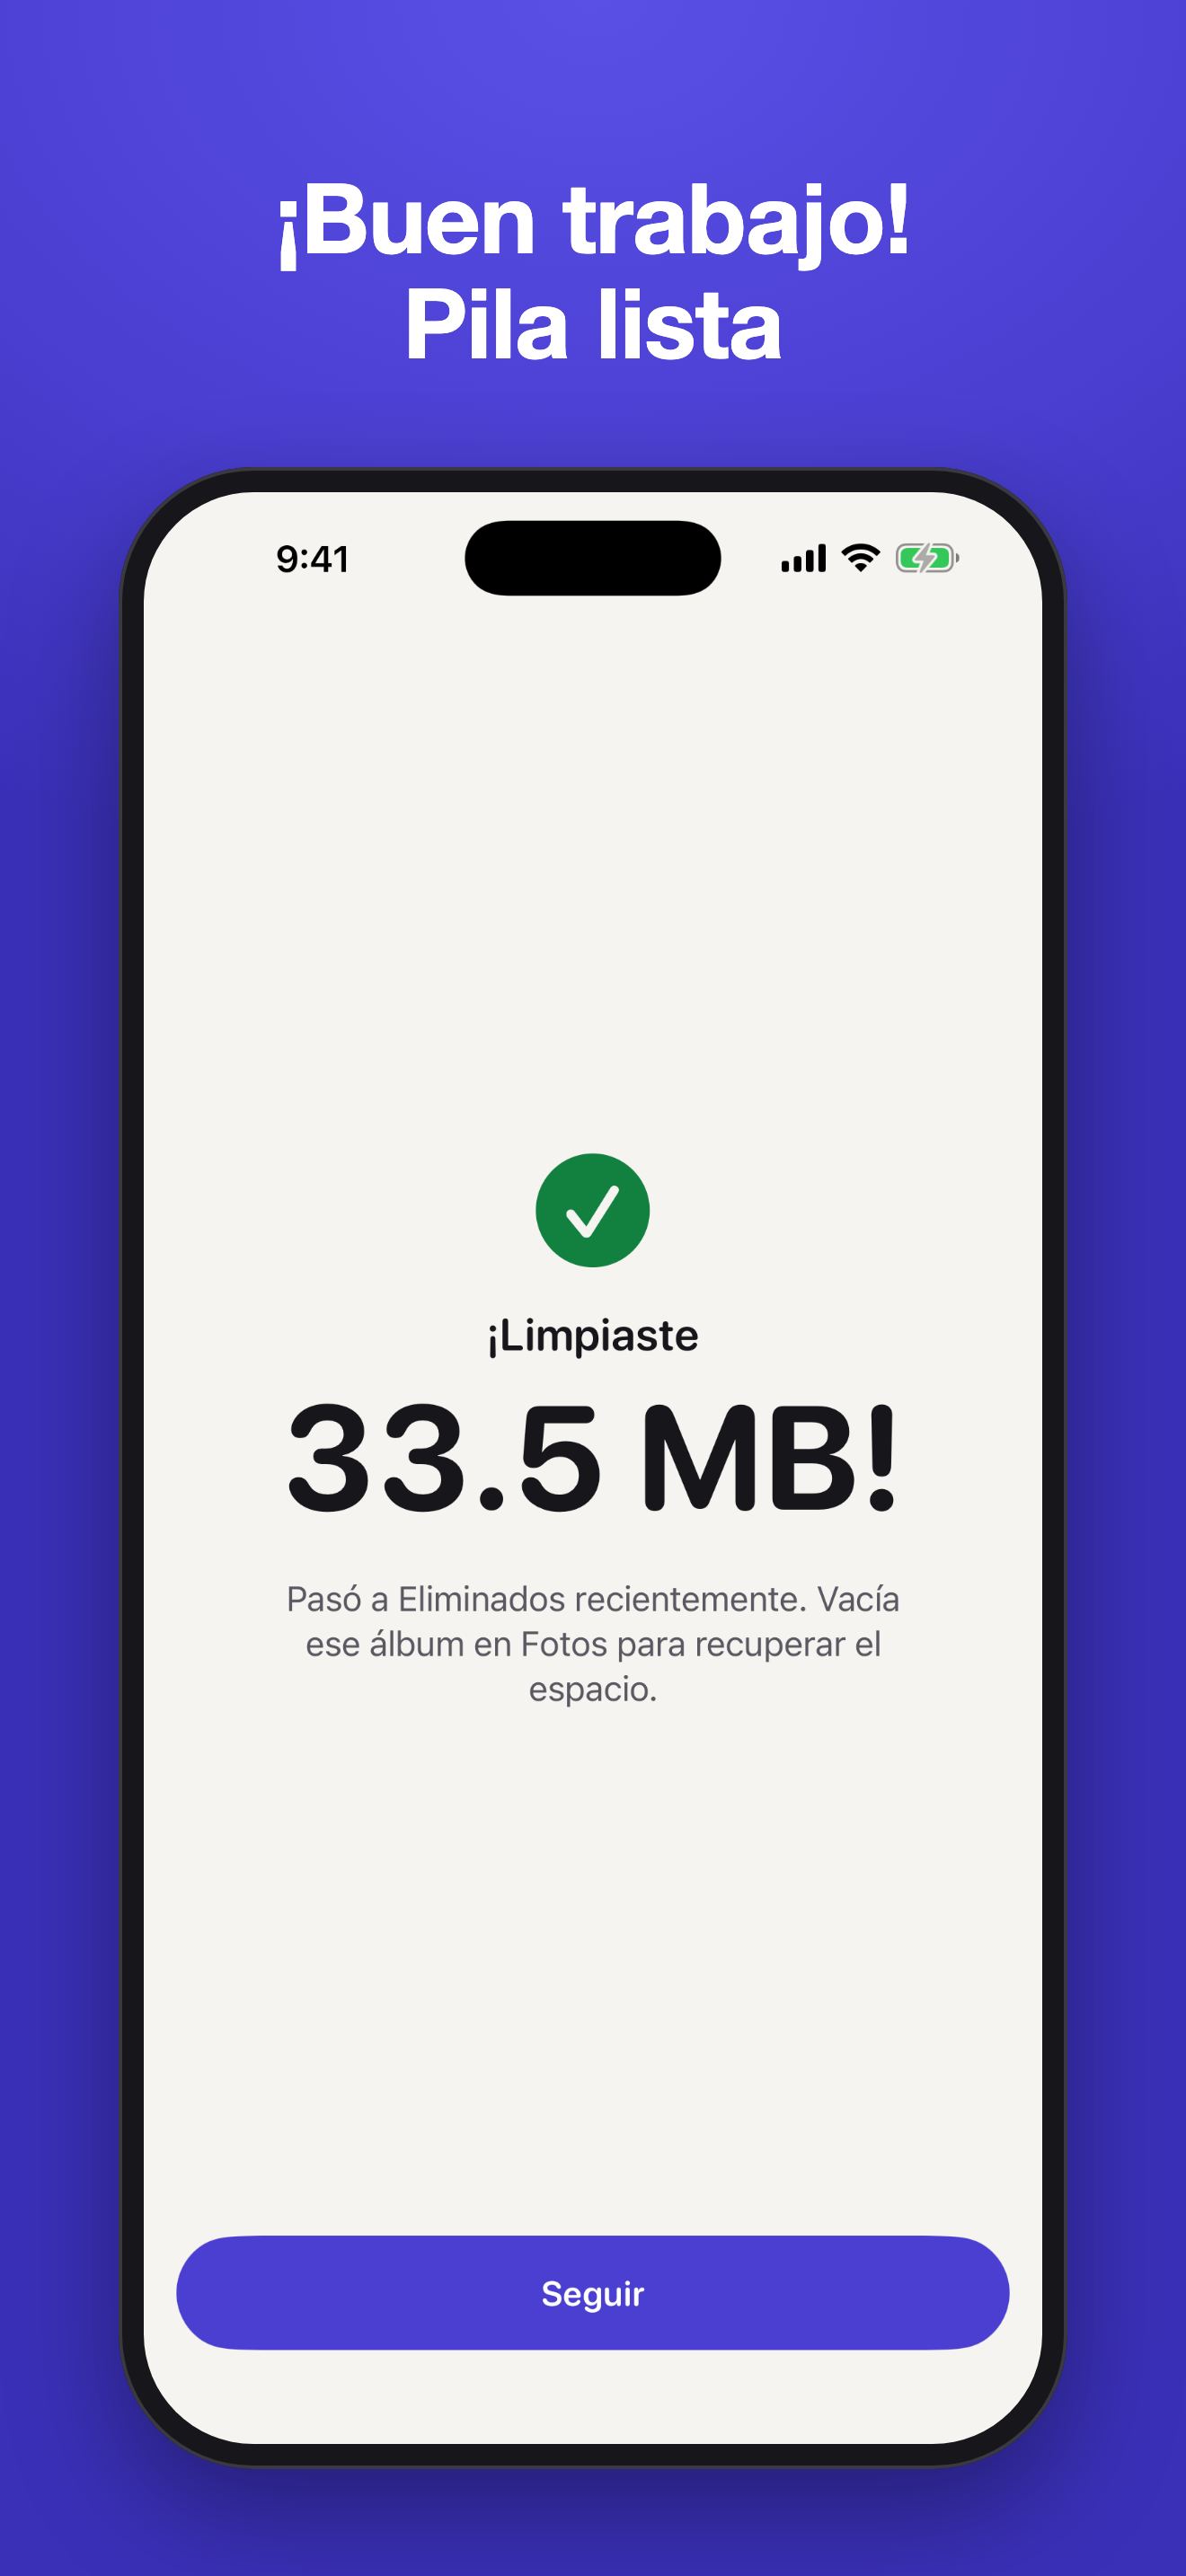 ¡Buen trabajo!
Pila lista
9:41
¡Limpiaste
33.5 MB!
Pasó a Eliminados recientemente. Vacía
ese álbum en Fotos para recuperar el
espacio.
Seguir